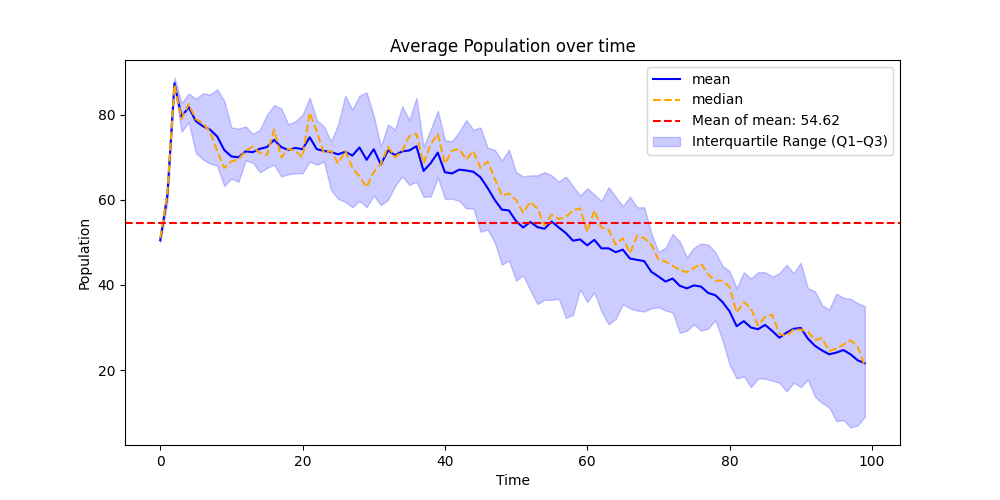 Average Population over time
mean
median
Mean of mean: 54.62
Interquartile Range (Q1–Q3)
Population
80
60
40
20
0 20 40 60 80 100
Time